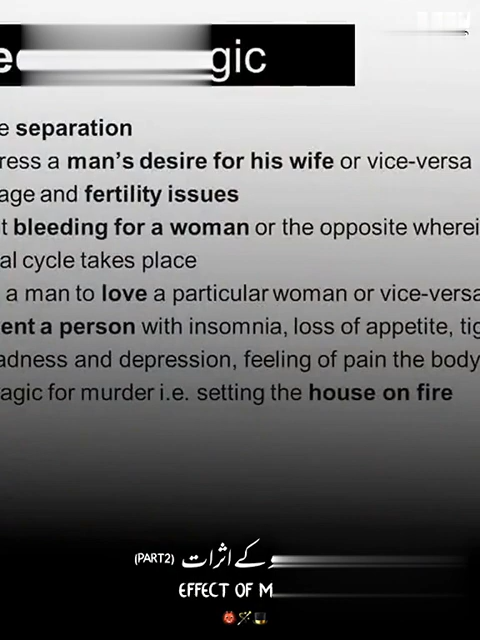 gic
e separation
ress a man’s desire for his wife or vice-versa
age and fertility issues
t bleeding for a woman or the opposite wherei
al cycle takes place
a man to love a particular woman or vice-versa
ent a person with insomnia, loss of appetite, tig
adness and depression, feeling of pain the body
agic for murder i.e. setting the house on fire
کے اثرات (PART2)
EFFECT OF M